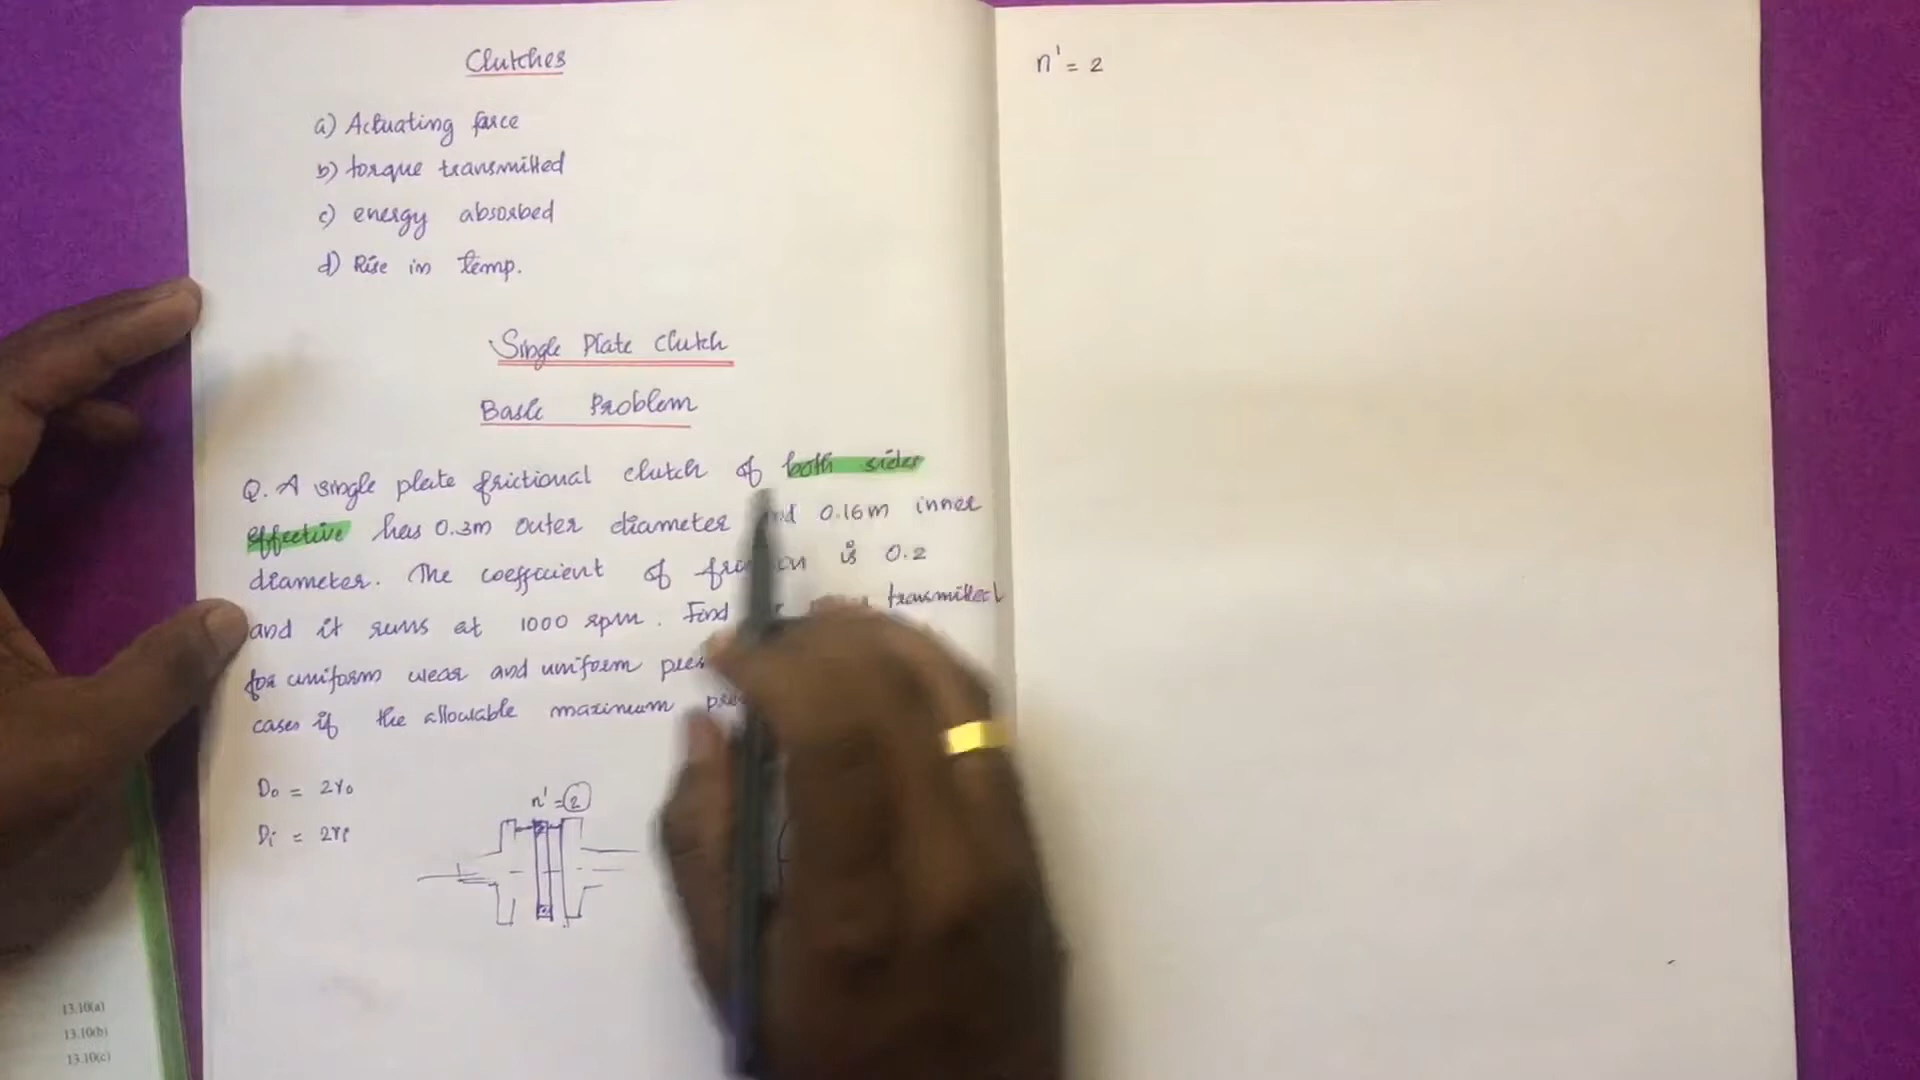 Clutches
a) Actuating force
b) torque transmitted
c) energy absorbed
d) Rise in temp.
Single Plate Clutch
Basic Problem
Q. A single plate frictional clutch of both sides
effective has 0.3m outer diameter 0.16m inner
diameter. The coefficient of is 0.2
and it runs at 1000 rpm. Find transmitted
for uniform wear and uniform
cases if the allowable maximum
Do = 2ro
Di = 2ri
n' = 2
n' = 2
13.10(a)
13.10(b)
13.10(c)